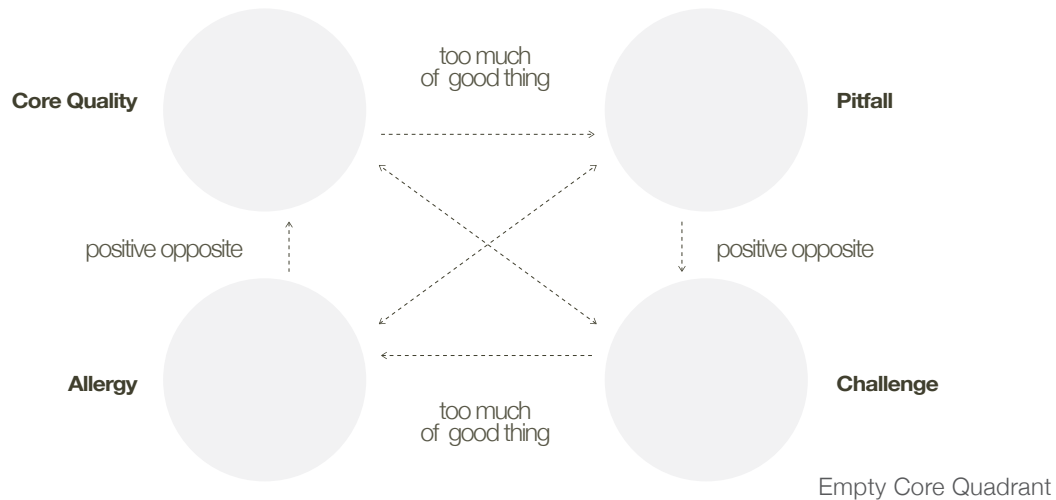 too much
of good thing
Core Quality
Pitfall
positive opposite
positive opposite
Allergy
Challenge
too much
of good thing
Empty Core Quadrant